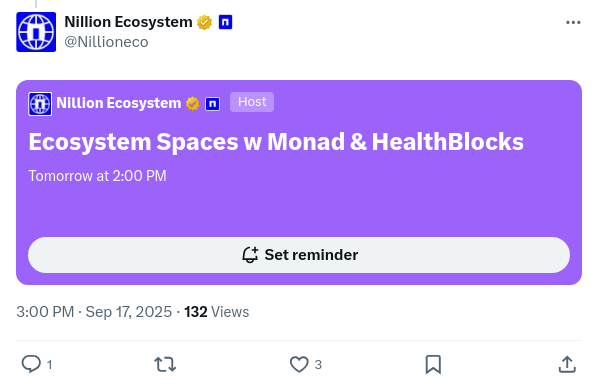 Nillion Ecosystem
@Nillioneco
Nillion Ecosystem Host
Ecosystem Spaces w Monad & HealthBlocks
Tomorrow at 2:00 PM
Set reminder
3:00 PM · Sep 17, 2025 · 132 Views
1 3